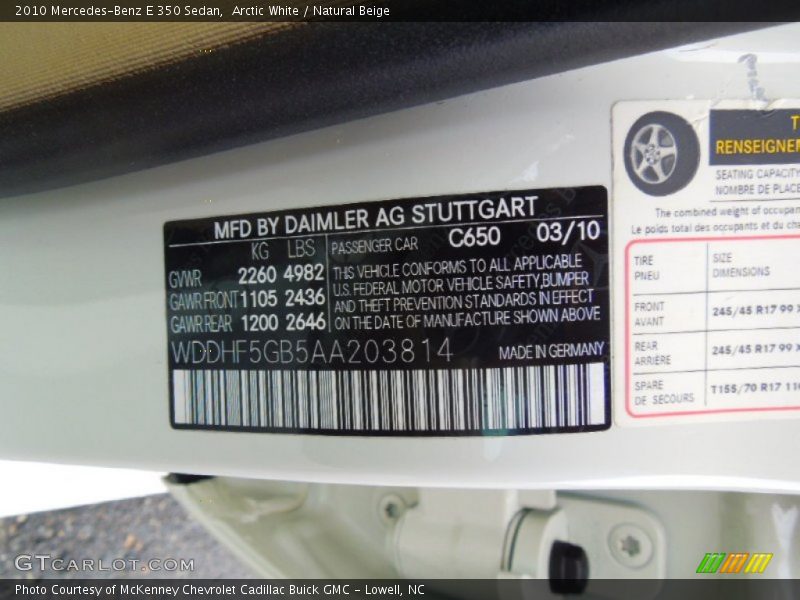 2010 Mercedes-Benz E 350 Sedan, Arctic White / Natural Beige
MFD BY DAIMLER AG STUTTGART
KG LBS PASSENGER CAR C650 03/10
GVWR 2260 4982
GAWR FRONT 1105 2436
GAWR REAR 1200 2646
THIS VEHICLE CONFORMS TO ALL APPLICABLE
U.S. FEDERAL MOTOR VEHICLE SAFETY, BUMPER
AND THEFT PREVENTION STANDARDS IN EFFECT
ON THE DATE OF MANUFACTURE SHOWN ABOVE
WDDHF5GB5AA203814 MADE IN GERMANY
SEATING CAPACITY
NOMBRE DE PLACE
The combined weight of
Le poids total des occupants et du
TIRE SIZE
PNEU DIMENSIONS
FRONT 245/45 R17 99
AVANT
REAR 245/45 R17 99
ARRIÈRE
SPARE T155/70 R17
DE SECOURS
GTCARLOT.COM
Photo Courtesy of McKenney Chevrolet Cadillac Buick GMC - Lowell, NC